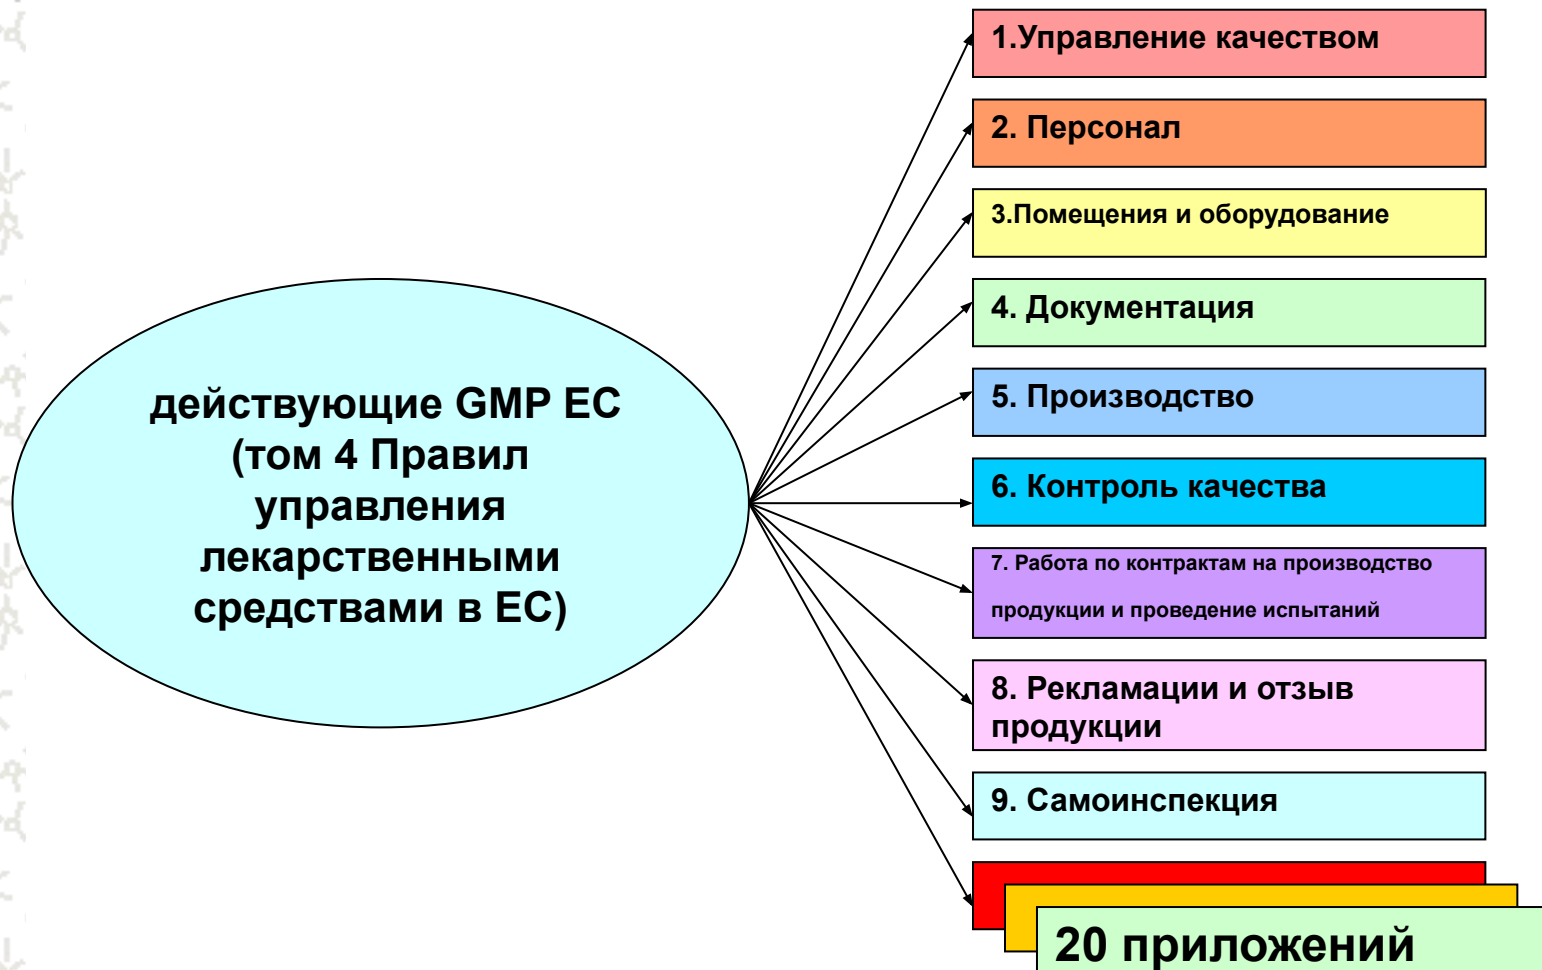 действующие GMP ЕС
(том 4 Правил
управления
лекарственными
средствами в ЕС)
1.Управление качеством
2. Персонал
3.Помещения и оборудование
4. Документация
5. Производство
6. Контроль качества
7. Работа по контрактам на производство
продукции и проведение испытаний
8. Рекламации и отзыв
продукции
9. Самоинспекция
20 приложений